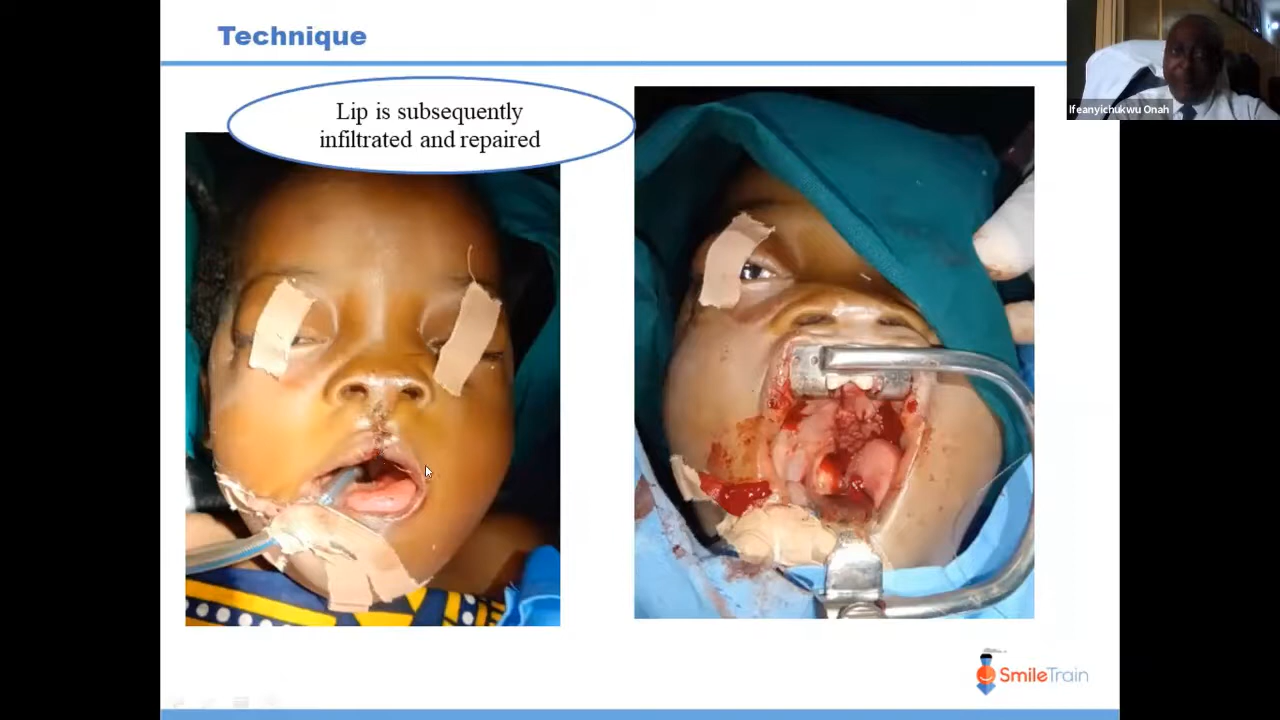 Technique
Lip is subsequently
infiltrated and repaired
Ifeanyichukwu Onah
SmileTrain